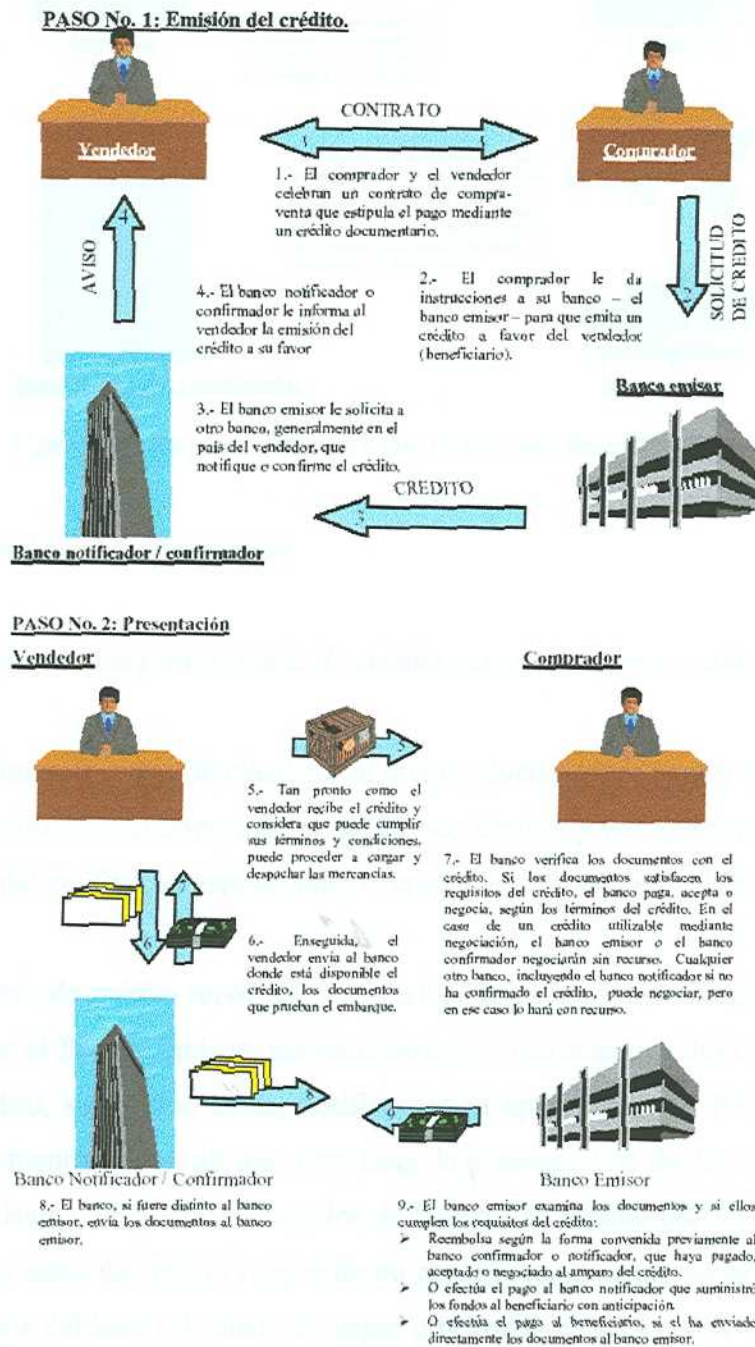 PASO No. 1: Emisión del crédito.
CONTRATO
1
Vendedor
Comprador
1.- El comprador y el vendedor
celebran un contrato de compra-
venta que estipula el pago mediante
un crédito documentario.
4
AVISO
2
SOLICITUD
DE CREDITO
4.- El banco notificador o
confirmador le informa al
vendedor la emisión del
crédito a su favor
2.- El comprador le da
instrucciones a su banco – el
banco emisor – para que emita un
crédito a favor del vendedor
(beneficiario).
Banco emisor
3.- El banco emisor le solicita a
otro banco, generalmente en el
país del vendedor, que
notifique o confirme el crédito.
CREDITO
3
Banco notificador / confirmador
PASO No. 2: Presentación
Vendedor
Comprador
5
5.- Tan pronto como el
vendedor recibe el crédito y
considera que puede cumplir
sus términos y condiciones,
puede proceder a cargar y
despachar las mercancías.
6
7
6.- Enseguida, el
vendedor envía al banco
donde está disponible el
crédito, los documentos
que prueban el embarque.
7.- El banco verifica los documentos con el
crédito. Si los documentos satisfacen los
requisitos del crédito, el banco paga, acepta o
negocia, según los términos del crédito. En el
caso de un crédito utilizable mediante
negociación, el banco emisor o el banco
confirmador negociarán sin recurso. Cualquier
otro banco, incluyendo el banco notificador si no
ha confirmado el crédito, puede negociar, pero
en ese caso lo hará con recurso.
8
9
Banco Notificador / Confirmador
Banco Emisor
8.- El banco, si fuere distinto al banco
emisor, envía los documentos al banco
emisor.
9.- El banco emisor examina los documentos y si ellos
cumplen los requisitos del crédito:
➢ Reembolsa según la forma convenida previamente al
banco confirmador o notificador, que haya pagado,
aceptado o negociado al amparo del crédito.
➢ O efectúa el pago al banco notificador que suministró
los fondos al beneficiario con anticipación.
➢ O efectúa el pago al beneficiario, si el ha enviado
directamente los documentos al banco emisor.